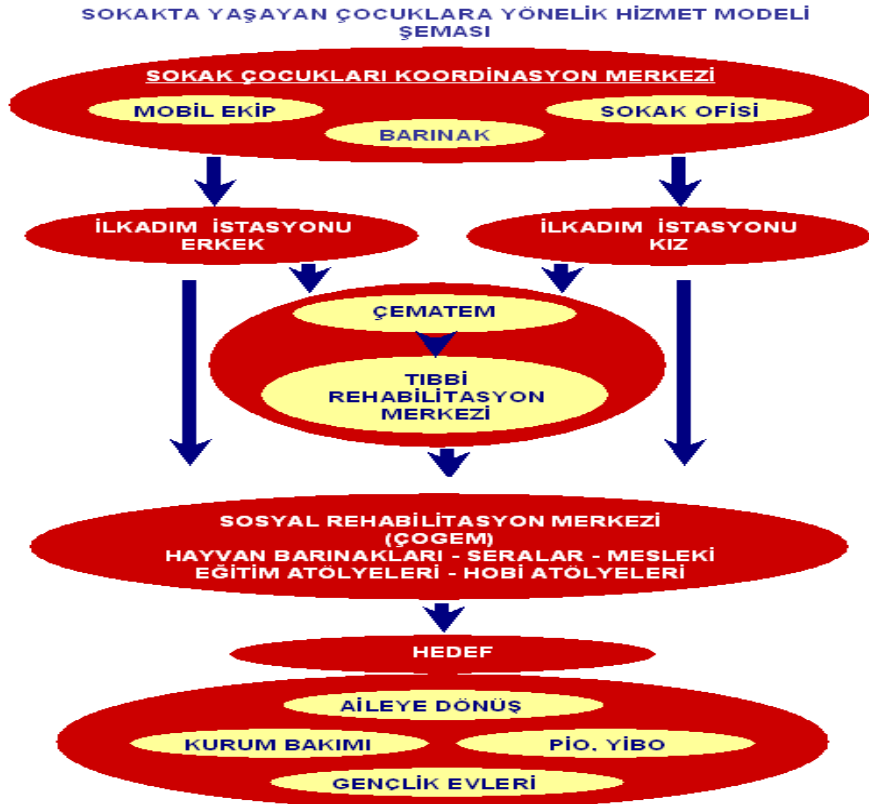 SOKAKTA YAŞAYAN ÇOCUKLARA YÖNELİK HİZMET MODELİ
ŞEMASI
SOKAK ÇOCUKLARI KOORDİNASYON MERKEZİ
MOBİL EKİP
SOKAK OFİSİ
BARINAK
İLKADIM İSTASYONU
ERKEK
İLKADIM İSTASYONU
KIZ
ÇEMATEM
TIBBİ
REHABİLİTASYON
MERKEZİ
SOSYAL REHABİLİTASYON MERKEZİ
(ÇOGEM)
HAYVAN BARINAKLARI - SERALAR - MESLEKİ
EĞİTİM ATÖLYELERİ - HOBİ ATÖLYELERİ
HEDEF
AİLEYE DÖNÜŞ
KURUM BAKIMI
PİO, YİBO
GENÇLİK EVLERİ